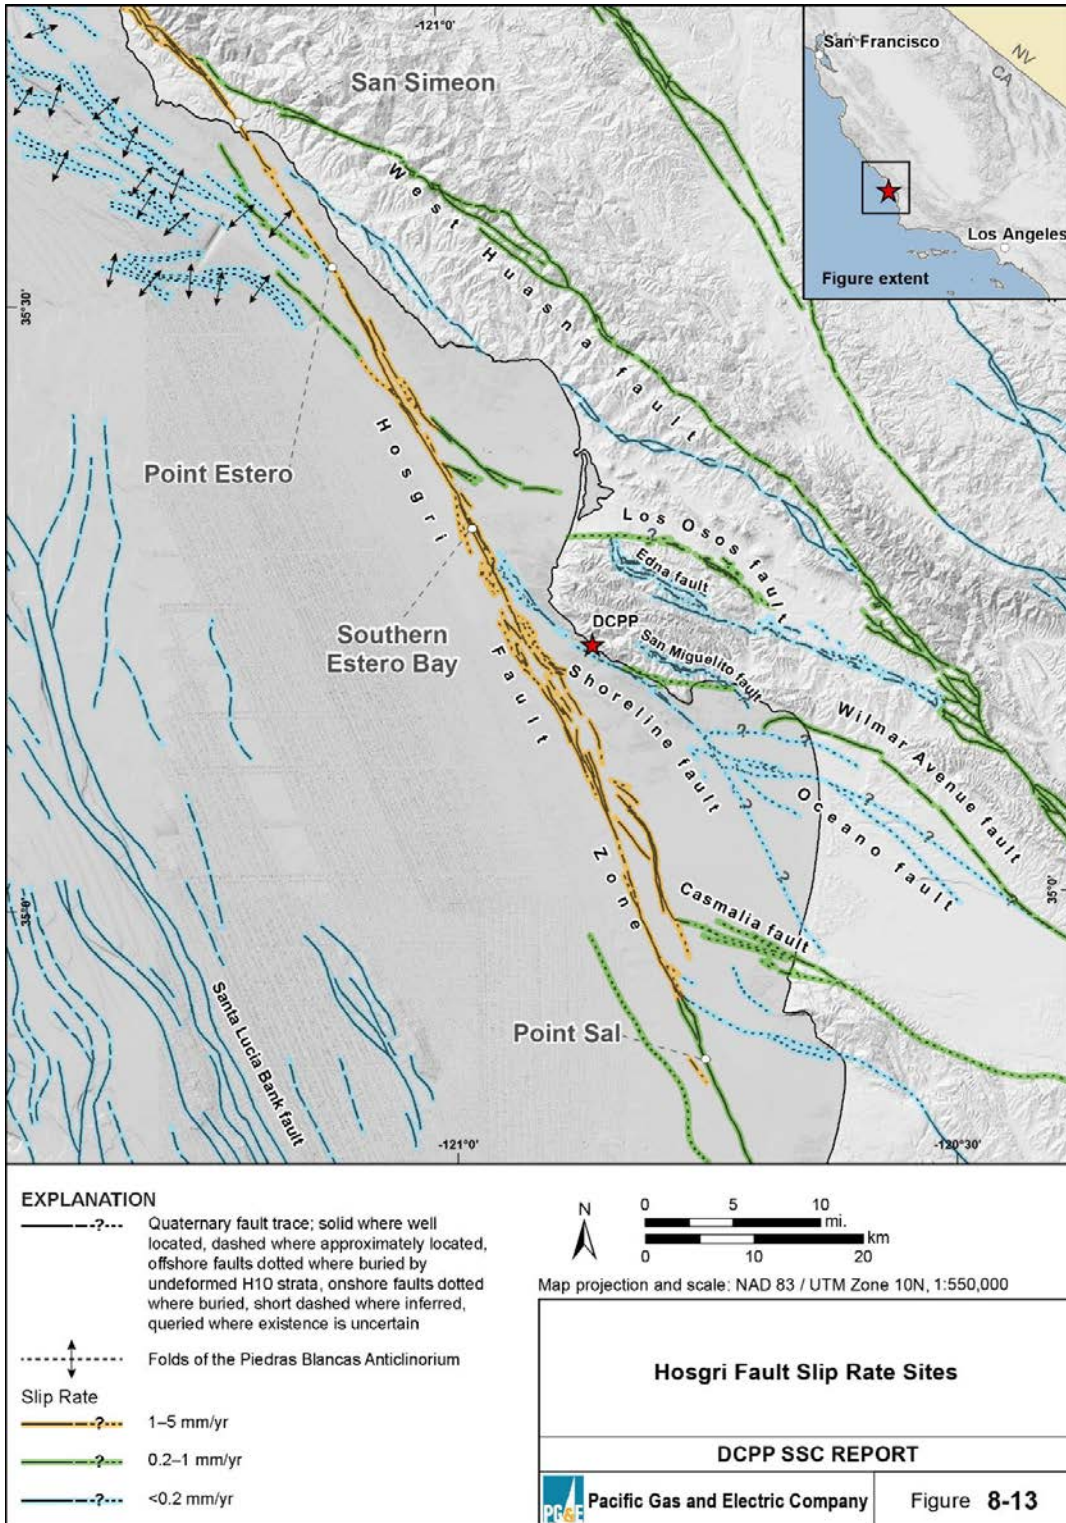 -121°0'
San Francisco
NV
CA
Los Angeles
Figure extent
San Simeon
West Huasna fault
35°30'
Point Estero
Hosgri Fault Zone
Los Osos fault
?
Edna fault
DCPP
San Miguelito fault
Southern
Estero Bay
Shoreline fault
Wilmar Avenue fault
?
?
?
?
?
?
Oceano fault
35°0'
35°0'
Casmalia fault
Santa Lucia Bank fault
Point Sal
-121°0'
-120°30'
EXPLANATION
?
Quaternary fault trace; solid where well
located, dashed where approximately located,
offshore faults dotted where buried by
undeformed H10 strata, onshore faults dotted
where buried, short dashed where inferred,
queried where existence is uncertain
Folds of the Piedras Blancas Anticlinorium
Slip Rate
? 1–5 mm/yr
? 0.2–1 mm/yr
? <0.2 mm/yr
N
0 5 10
mi.
km
0 10 20
Map projection and scale: NAD 83 / UTM Zone 10N, 1:550,000
Hosgri Fault Slip Rate Sites
DCPP SSC REPORT
PG&E Pacific Gas and Electric Company
Figure 8-13